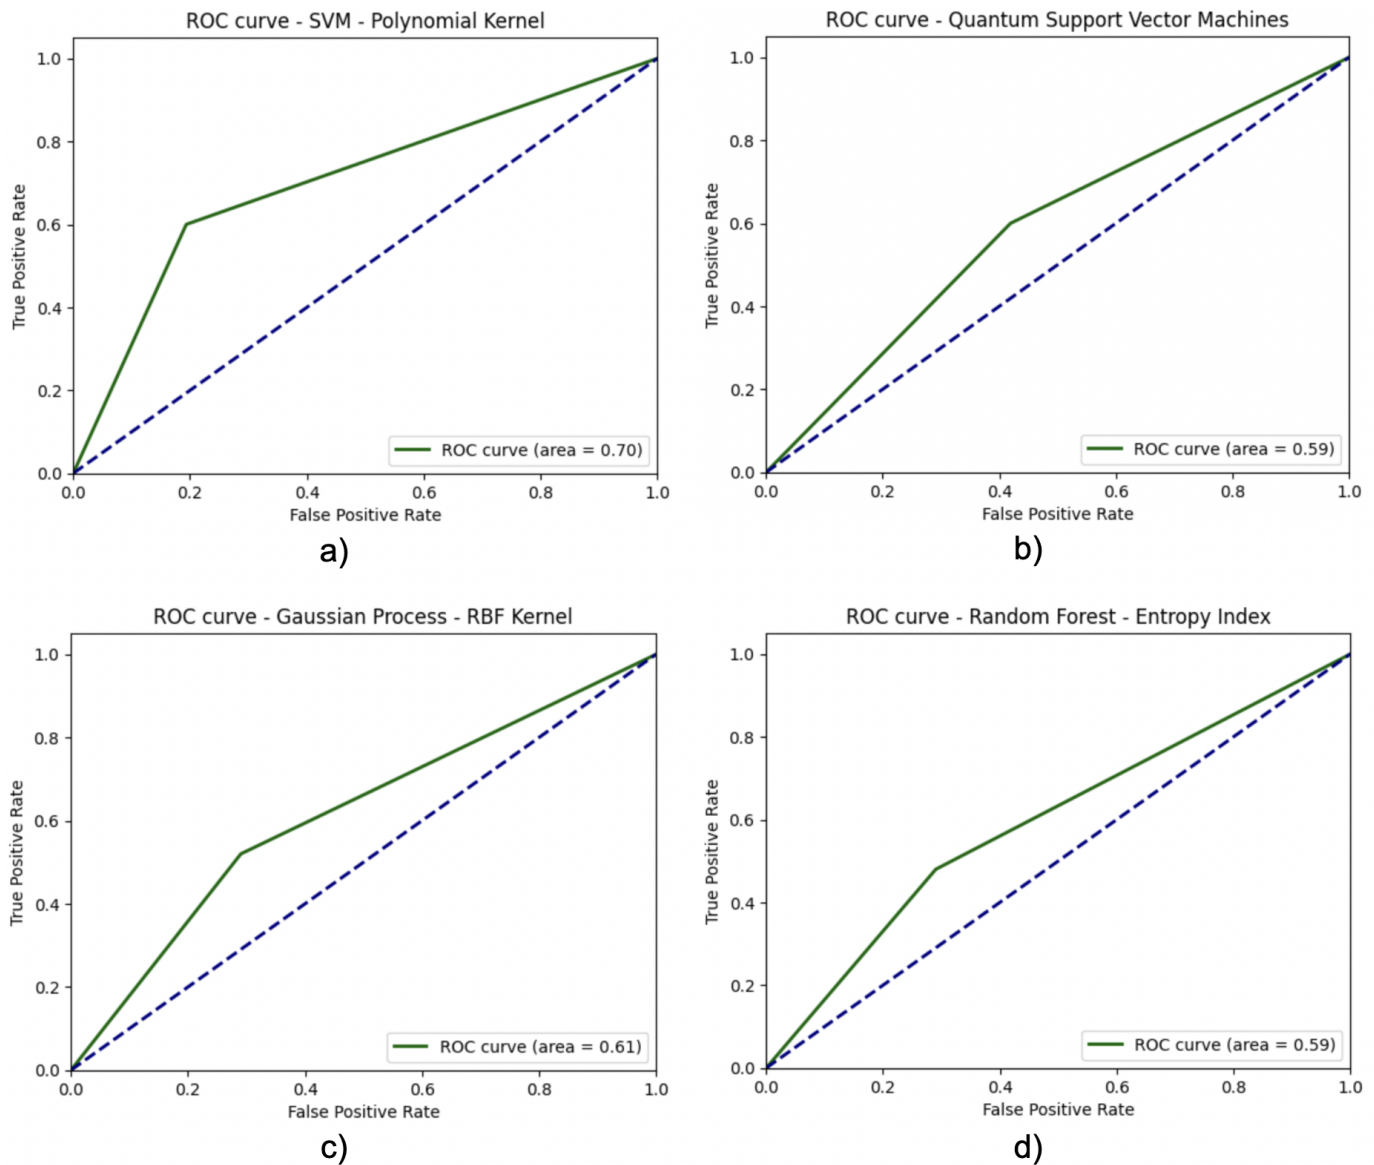 ROC curve - SVM - Polynomial Kernel
1.0
0.8
0.6
0.4
0.2
0.0
True Positive Rate
ROC curve (area = 0.70)
0.0 0.2 0.4 0.6 0.8 1.0
False Positive Rate
a)
ROC curve - Quantum Support Vector Machines
1.0
0.8
0.6
0.4
0.2
0.0
True Positive Rate
ROC curve (area = 0.59)
0.0 0.2 0.4 0.6 0.8 1.0
False Positive Rate
b)
ROC curve - Gaussian Process - RBF Kernel
1.0
0.8
0.6
0.4
0.2
0.0
True Positive Rate
ROC curve (area = 0.61)
0.0 0.2 0.4 0.6 0.8 1.0
False Positive Rate
c)
ROC curve - Random Forest - Entropy Index
1.0
0.8
0.6
0.4
0.2
0.0
True Positive Rate
ROC curve (area = 0.59)
0.0 0.2 0.4 0.6 0.8 1.0
False Positive Rate
d)